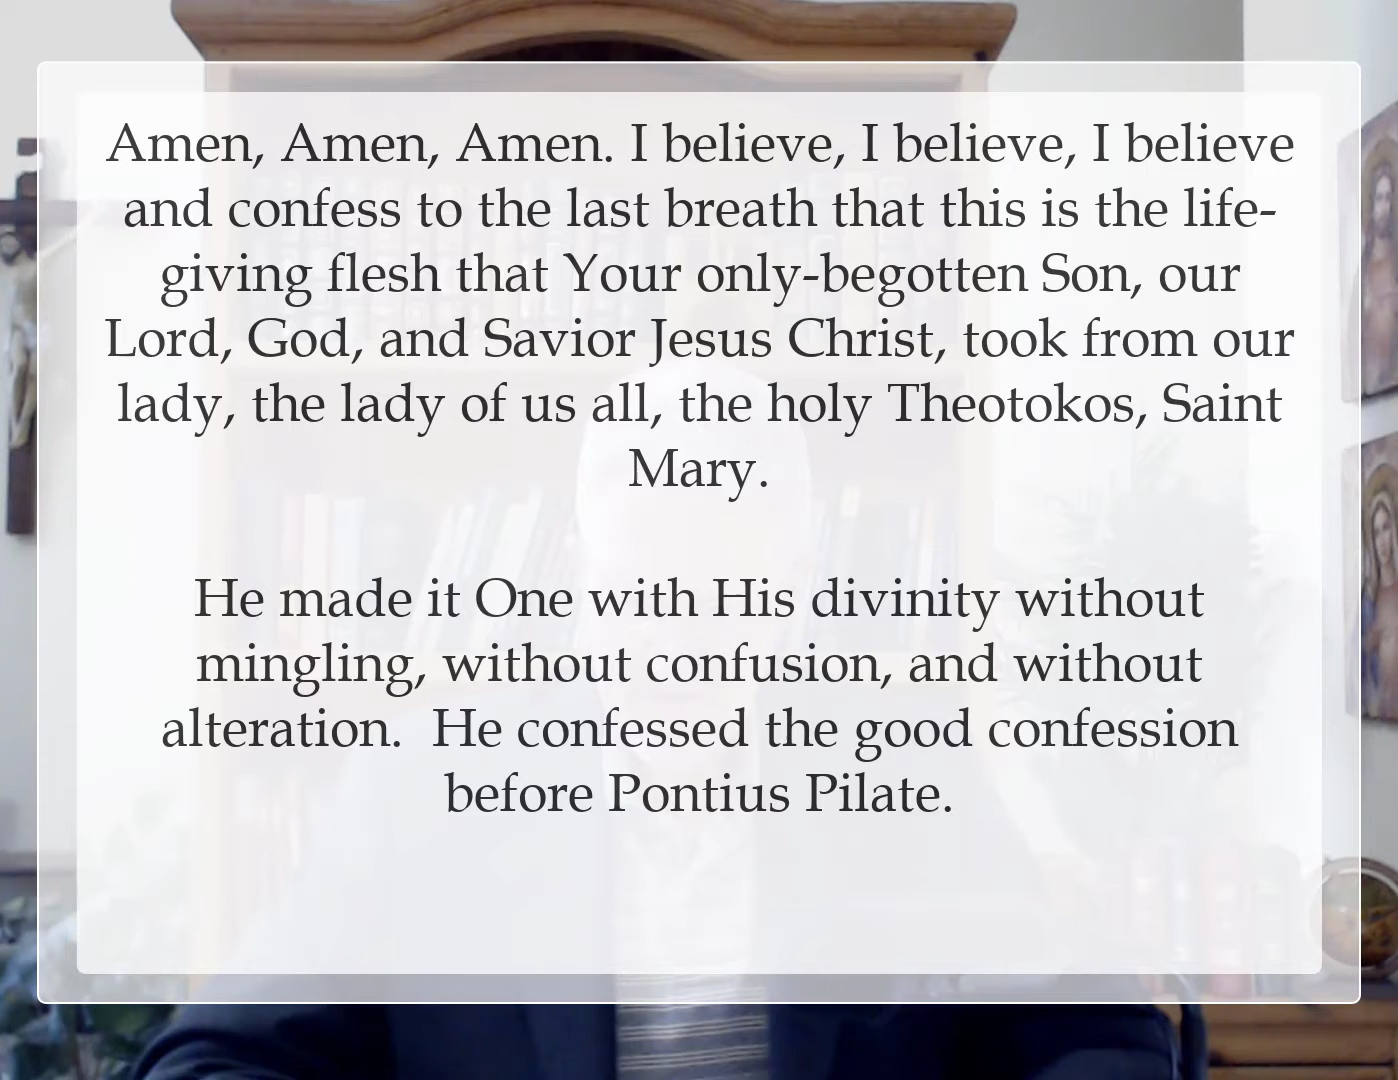 Amen, Amen, Amen. I believe, I believe, I believe
and confess to the last breath that this is the life-
giving flesh that Your only-begotten Son, our
Lord, God, and Savior Jesus Christ, took from our
lady, the lady of us all, the holy Theotokos, Saint
Mary.
He made it One with His divinity without
mingling, without confusion, and without
alteration.  He confessed the good confession
before Pontius Pilate.